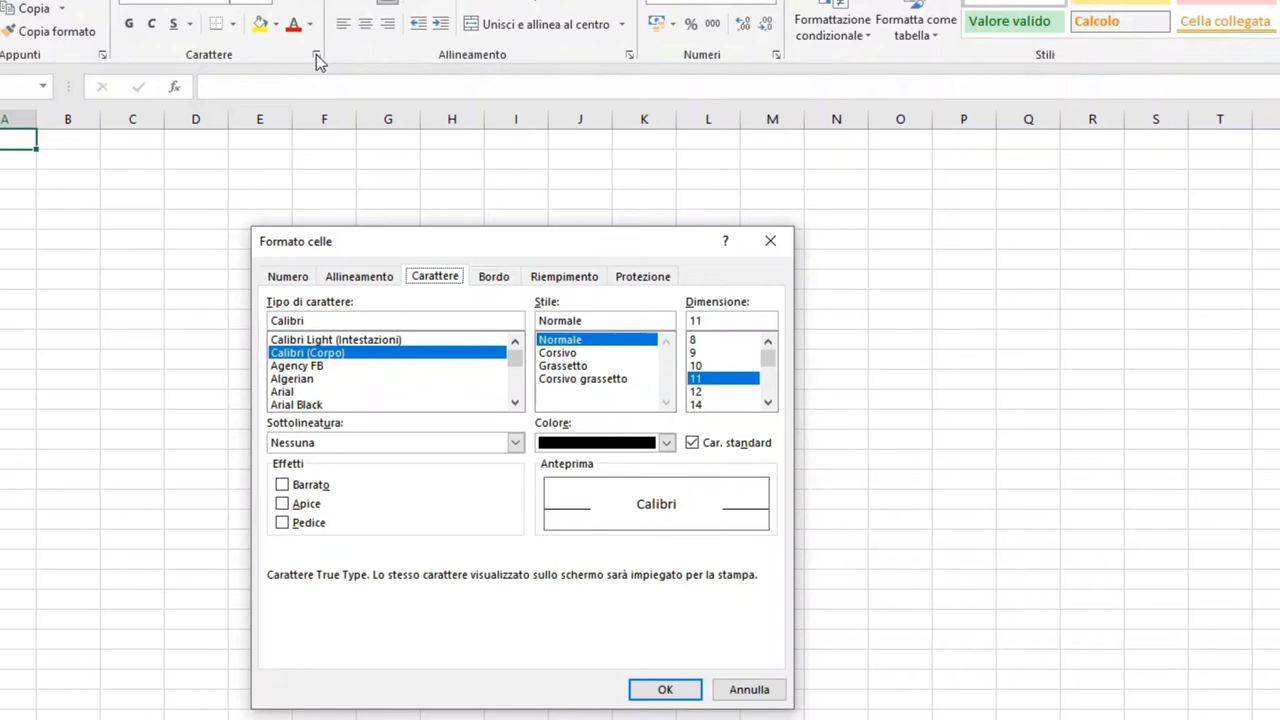 Copia
Copia formato
Appunti
G C S A
Carattere
Unisci e allinea al centro
Allineamento
% 000
Numeri
Formattazione condizionale
Formatta come tabella
Valore valido
Calcolo
Cella collegata
Stili
fx
A B C D E F G H I J K L M N O P Q R S T
Formato celle
?
Numero Allineamento Carattere Bordo Riempimento Protezione
Tipo di carattere: Stile: Dimensione:
Calibri Normale 11
Calibri Light (Intestazioni) Normale 8
Calibri (Corpo) Corsivo 9
Agency FB Grassetto 10
Algerian Corsivo grassetto 11
Arial 12
Arial Black 14
Sottolineatura: Colore:
Nessuna Car. standard
Effetti Anteprima
Barrato
Apice Calibri
Pedice
Carattere True Type. Lo stesso carattere visualizzato sullo schermo sarà impiegato per la stampa.
OK Annulla